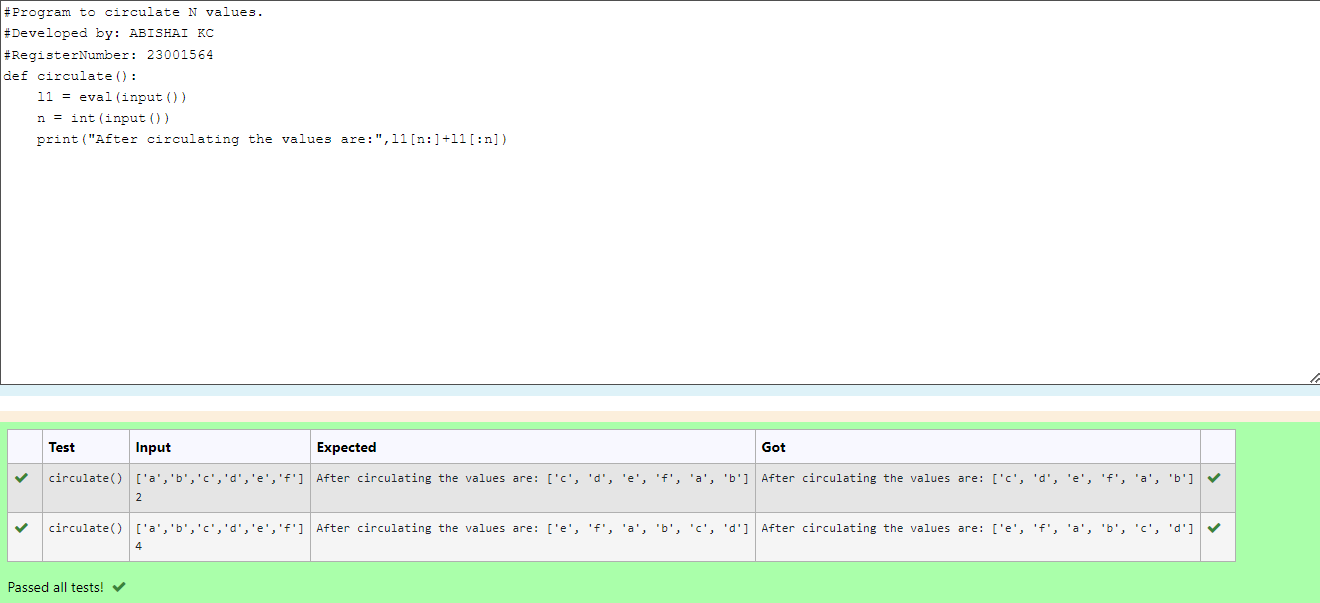 #Program to circulate N values.
#Developed by: ABISHAI KC
#RegisterNumber: 23001564
def circulate():
    l1 = eval(input())
    n = int(input())
    print("After circulating the values are:",l1[n:]+l1[:n])
Test Input Expected Got
circulate() ['a','b','c','d','e','f'] After circulating the values are: ['c', 'd', 'e', 'f', 'a', 'b'] After circulating the values are: ['c', 'd', 'e', 'f', 'a', 'b']
2
circulate() ['a','b','c','d','e','f'] After circulating the values are: ['e', 'f', 'a', 'b', 'c', 'd'] After circulating the values are: ['e', 'f', 'a', 'b', 'c', 'd']
4
Passed all tests!